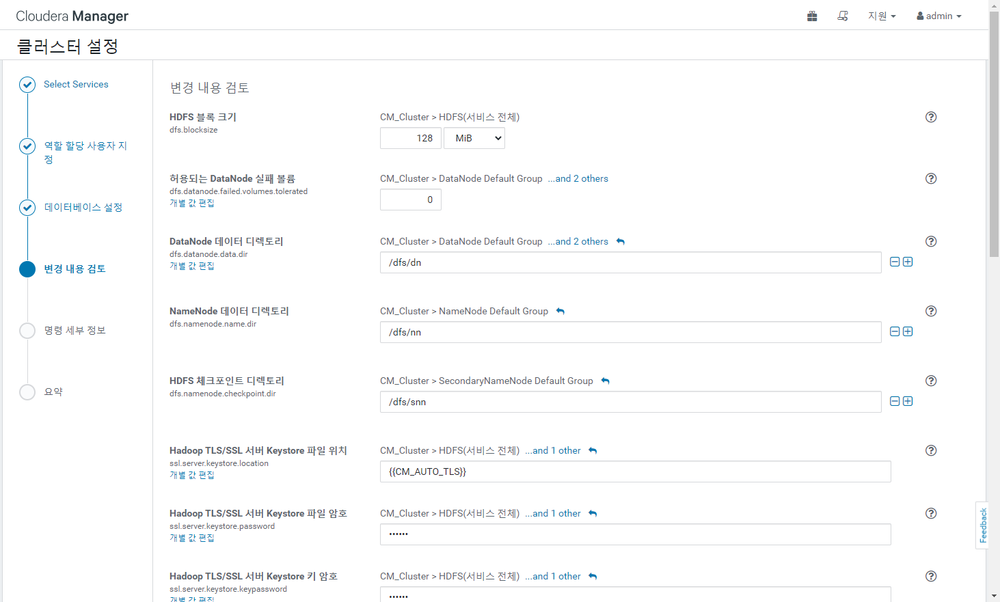 Cloudera Manager
지원
admin
클러스터 설정
Select Services
역할 할당 사용자 지
정
데이터베이스 설정
변경 내용 검토
명령 세부 정보
요약
변경 내용 검토
HDFS 블록 크기
dfs.blocksize
CM_Cluster > HDFS(서비스 전체)
128 MiB
허용되는 DataNode 실패 볼륨
dfs.datanode.failed.volumes.tolerated
개별 값 편집
CM_Cluster > DataNode Default Group ...and 2 others
0
DataNode 데이터 디렉토리
dfs.datanode.data.dir
개별 값 편집
CM_Cluster > DataNode Default Group ...and 2 others
/dfs/dn
NameNode 데이터 디렉토리
dfs.namenode.name.dir
CM_Cluster > NameNode Default Group
/dfs/nn
HDFS 체크포인트 디렉토리
dfs.namenode.checkpoint.dir
CM_Cluster > SecondaryNameNode Default Group
/dfs/snn
Hadoop TLS/SSL 서버 Keystore 파일 위치
ssl.server.keystore.location
개별 값 편집
CM_Cluster > HDFS(서비스 전체) ...and 1 other
{{CM_AUTO_TLS}}
Hadoop TLS/SSL 서버 Keystore 파일 암호
ssl.server.keystore.password
개별 값 편집
CM_Cluster > HDFS(서비스 전체) ...and 1 other
••••••
Hadoop TLS/SSL 서버 Keystore 키 암호
ssl.server.keystore.keypassword
개별 값 편집
CM_Cluster > HDFS(서비스 전체) ...and 1 other
••••••
Feedback